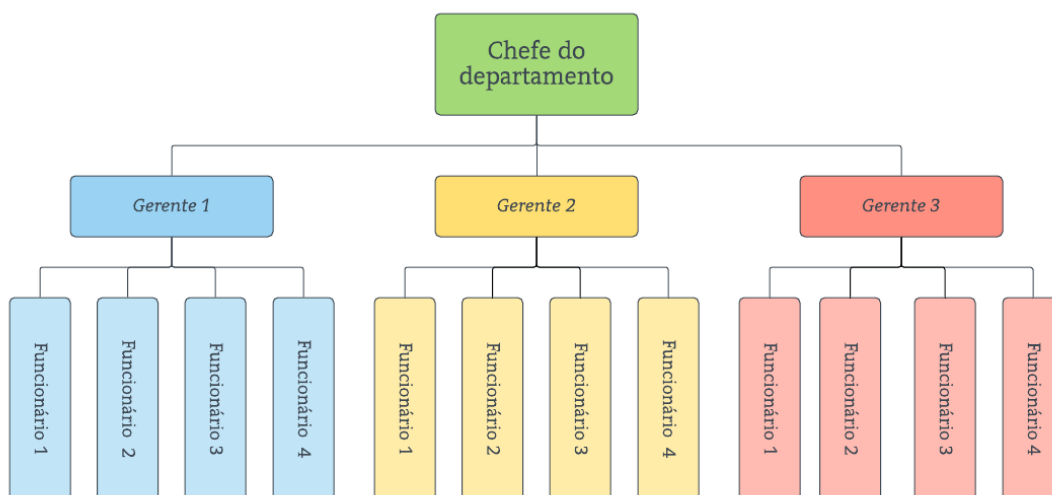 Chefe do
departamento
Gerente 1
Gerente 2
Gerente 3
Funcionário 1
Funcionário 2
Funcionário 3
Funcionário 4
Funcionário 1
Funcionário 2
Funcionário 3
Funcionário 4
Funcionário 1
Funcionário 2
Funcionário 3
Funcionário 4